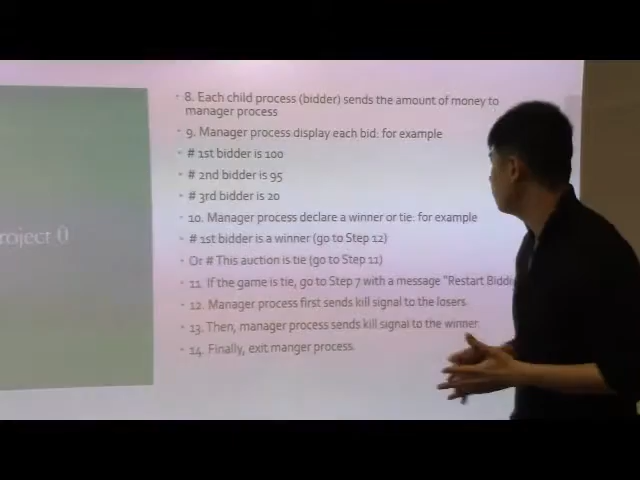 roject 0
8. Each child process (bidder) sends the amount of money to
manager process
9. Manager process display each bid: for example
# 1st bidder is 100
# 2nd bidder is 95
# 3rd bidder is 20
10. Manager process declare a winner or tie: for example
# 1st bidder is a winner (go to Step 12)
Or # This auction is tie (go to Step 11)
11. If the game is tie, go to Step 7 with a message "Restart Biddi
12. Manager process first sends kill signal to the losers.
13. Then, manager process sends kill signal to the winner
14. Finally, exit manger process.